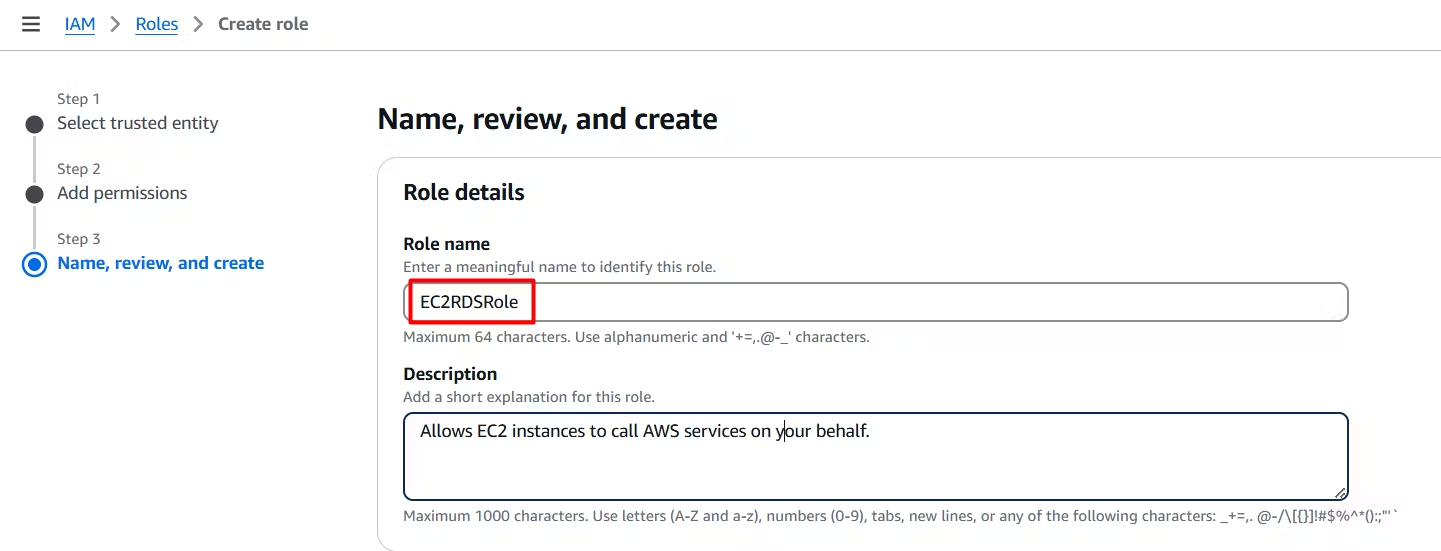 IAM > Roles > Create role
Step 1
Select trusted entity
Step 2
Add permissions
Step 3
Name, review, and create
Name, review, and create
Role details
Role name
Enter a meaningful name to identify this role.
EC2RDSRole
Maximum 64 characters. Use alphanumeric and '+=,.@-_' characters.
Description
Add a short explanation for this role.
Allows EC2 instances to call AWS services on your behalf.
Maximum 1000 characters. Use letters (A-Z and a-z), numbers (0-9), tabs, new lines, or any of the following characters: _+=,. @-/\[{}]!#$%^*();:"'`